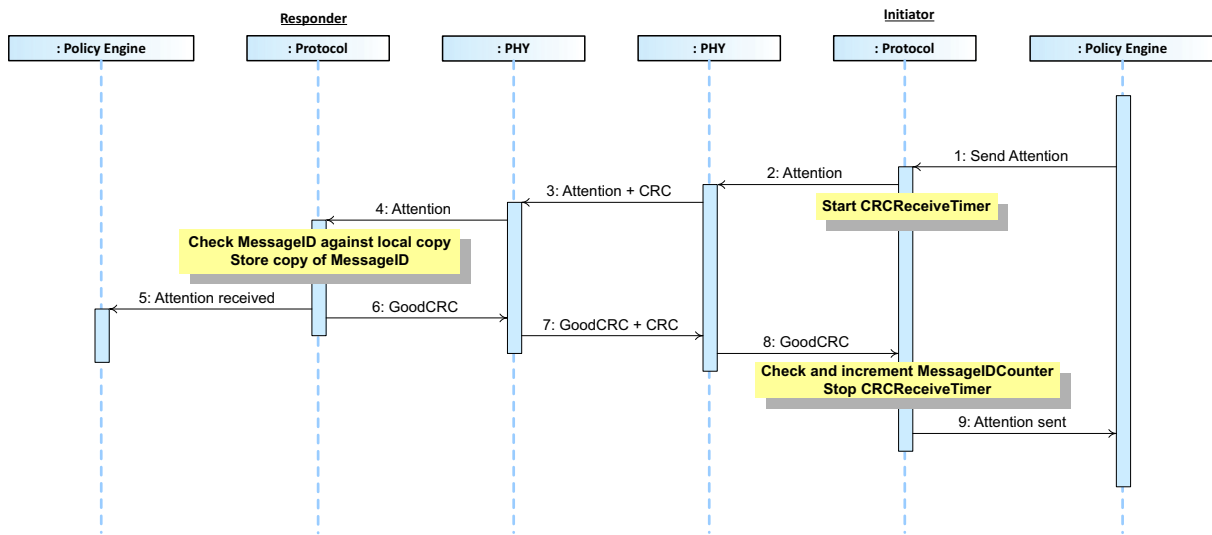 Responder
Initiator
: Policy Engine
: Protocol
: PHY
: PHY
: Protocol
: Policy Engine
1: Send Attention
2: Attention
3: Attention + CRC
Start CRCReceiveTimer
4: Attention
Check MessageID against local copy
Store copy of MessageID
5: Attention received
6: GoodCRC
7: GoodCRC + CRC
8: GoodCRC
Check and increment MessageIDCounter
Stop CRCReceiveTimer
9: Attention sent